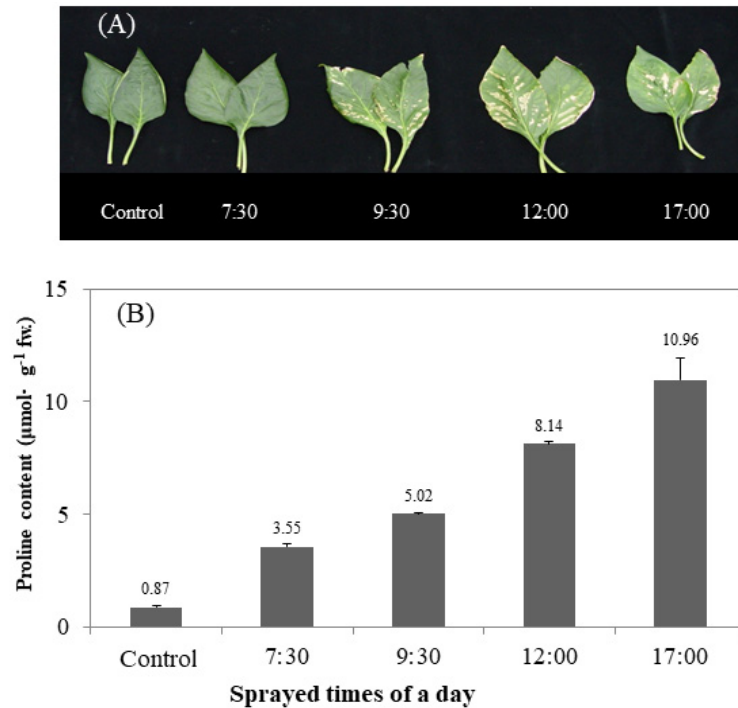 (A)
Control 7:30 9:30 12:00 17:00
(B)
Proline content (µmol· g⁻¹ fw.)
15
10
5
0
0.87
3.55
5.02
8.14
10.96
Control 7:30 9:30 12:00 17:00
Sprayed times of a day